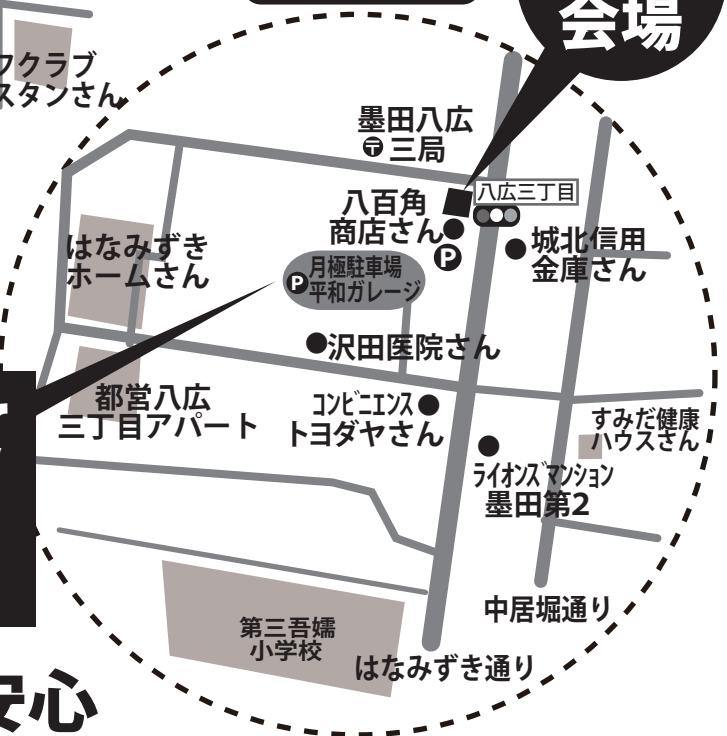 会場
フクラブ
スタンさん
墨田八広
〒三局
八広三丁目
八百角
商店さん
P
城北信用
金庫さん
はなみずき
ホームさん
月極駐車場
P 平和ガレージ
沢田医院さん
都営八広
三丁目アパート
コンビニエンス
トヨダヤさん
すみだ健康
ハウスさん
ライオンズマンション
墨田第2
中居堀通り
第三吾嬬
小学校
はなみずき通り
安心